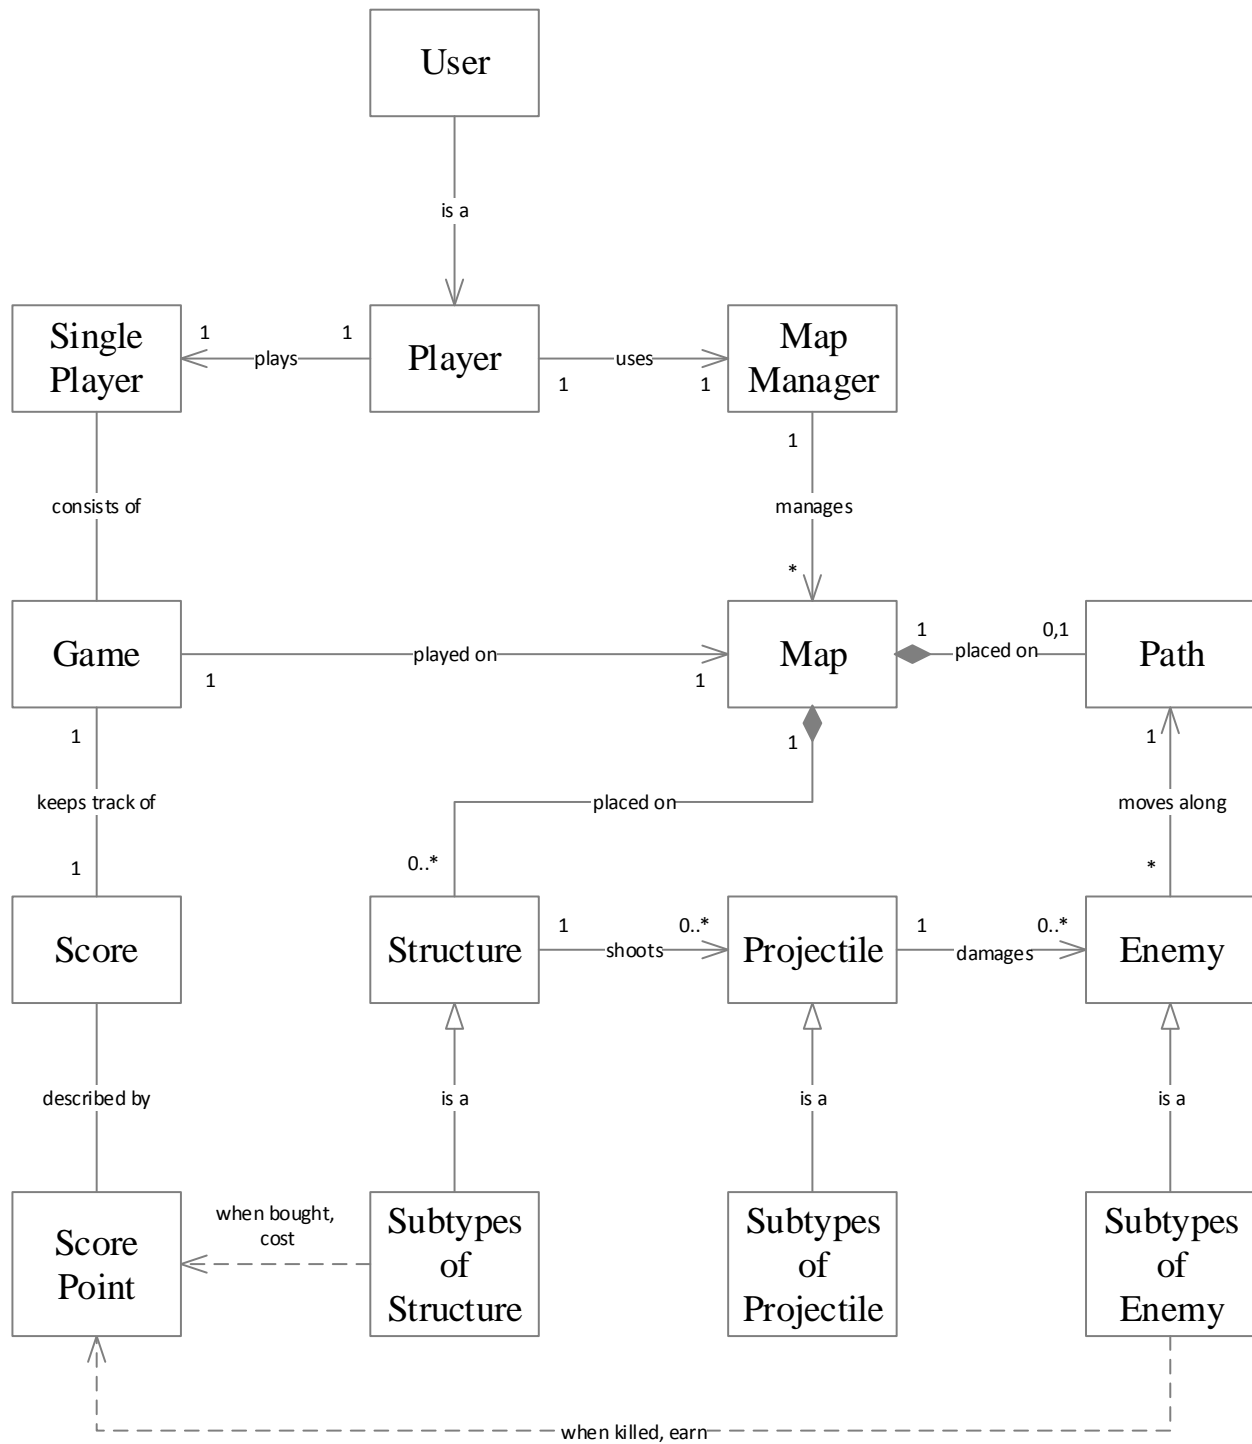 User
is a
Single
Player
1
plays
1
Player
1
uses
1
Map
Manager
1
manages
*
consists of
Game
1
played on
1
Map
1
placed on
0,1
Path
1
keeps track of
1
1
placed on
0..*
1
moves along
*
Score
Structure
1
shoots
0..*
Projectile
1
damages
0..*
Enemy
described by
is a
is a
is a
Score
Point
when bought,
cost
Subtypes
of
Structure
Subtypes
of
Projectile
Subtypes
of
Enemy
when killed, earn